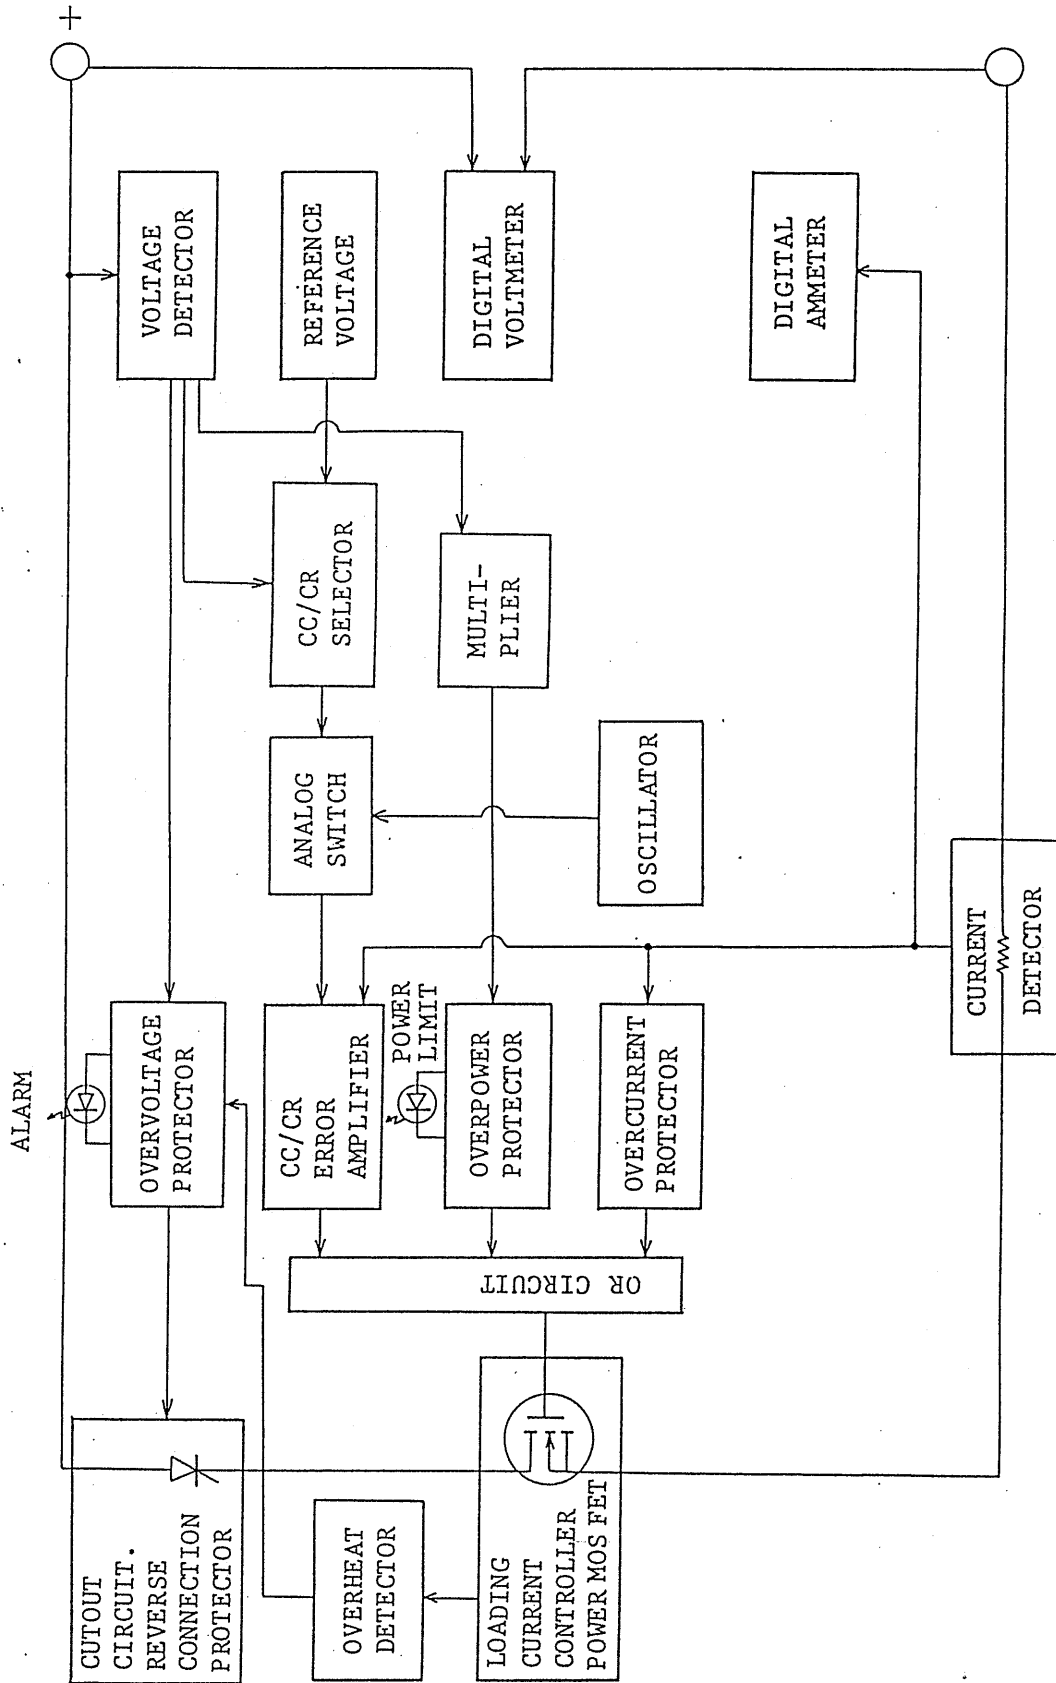 +
VOLTAGE
DETECTOR
REFERENCE
VOLTAGE
DIGITAL
VOLTMETER
DIGITAL
AMMETER
CC/CR
SELECTOR
MULTI-
PLIER
ANALOG
SWITCH
OSCILLATOR
CURRENT
DETECTOR
ALARM
OVERVOLTAGE
PROTECTOR
CC/CR
ERROR
AMPLIFIER
POWER
LIMIT
OVERPOWER
PROTECTOR
OVERCURRENT
PROTECTOR
OR CIRCUIT
CUTOUT
CIRCUIT.
REVERSE
CONNECTION
PROTECTOR
OVERHEAT
DETECTOR
LOADING
CURRENT
CONTROLLER
POWER MOS FET